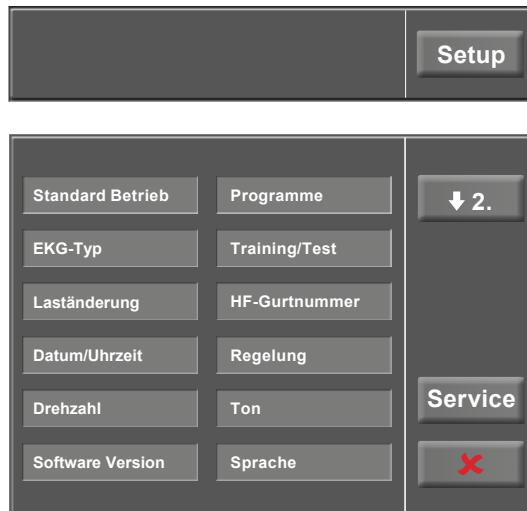 Setup
Standard Betrieb
Programme
🡇 2.
EKG-Typ
Training/Test
Laständerung
HF-Gurtnummer
Datum/Uhrzeit
Regelung
Drehzahl
Ton
Service
Software Version
Sprache
✘